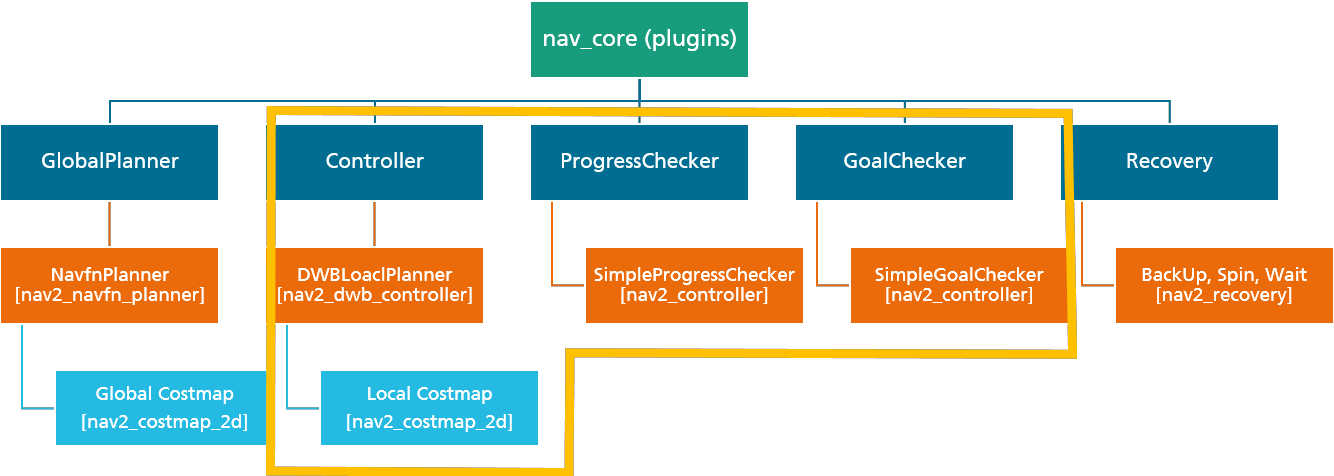 nav_core (plugins)
GlobalPlanner
Controller
ProgressChecker
GoalChecker
Recovery
NavfnPlanner
[nav2_navfn_planner]
DWBLoaclPlanner
[nav2_dwb_controller]
SimpleProgressChecker
[nav2_controller]
SimpleGoalChecker
[nav2_controller]
BackUp, Spin, Wait
[nav2_recovery]
Global Costmap
[nav2_costmap_2d]
Local Costmap
[nav2_costmap_2d]